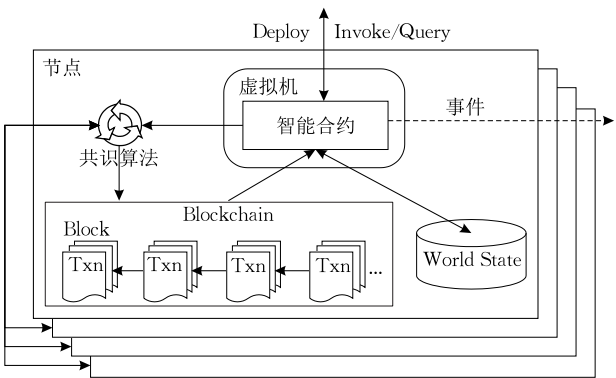 Deploy Invoke/Query
节点
虚拟机
智能合约
事件
共识算法
Blockchain
Block
Txn Txn Txn Txn ...
World State